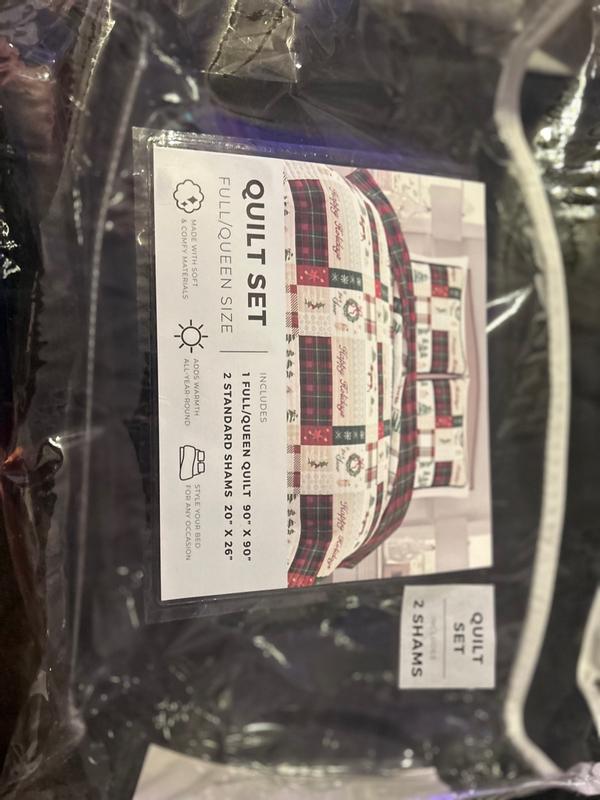 Happy Holidays
Happy Holidays
Happy Holidays
QUILT SET
FULL/QUEEN SIZE
INCLUDES
1 FULL/QUEEN QUILT 90" X 90"
2 STANDARD SHAMS 20" X 26"
MADE WITH SOFT
& COMFY MATERIALS
ADDS WARMTH
ALL-YEAR-ROUND
STYLE YOUR BED
FOR ANY OCCASION
QUILT
SET
INCLUDES
2 SHAMS